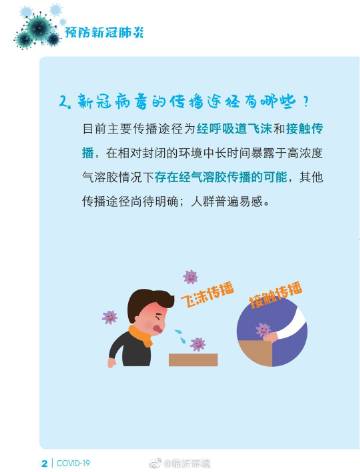 预防新冠肺炎
2. 新冠病毒的传播途径有哪些？
目前主要传播途径为经呼吸道飞沫和接触传
播，在相对封闭的环境中长时间暴露于高浓度
气溶胶情况下存在经气溶胶传播的可能，其他
传播途径尚待明确；人群普遍易感。
飞沫传播
接触传播
2 | COVID-19